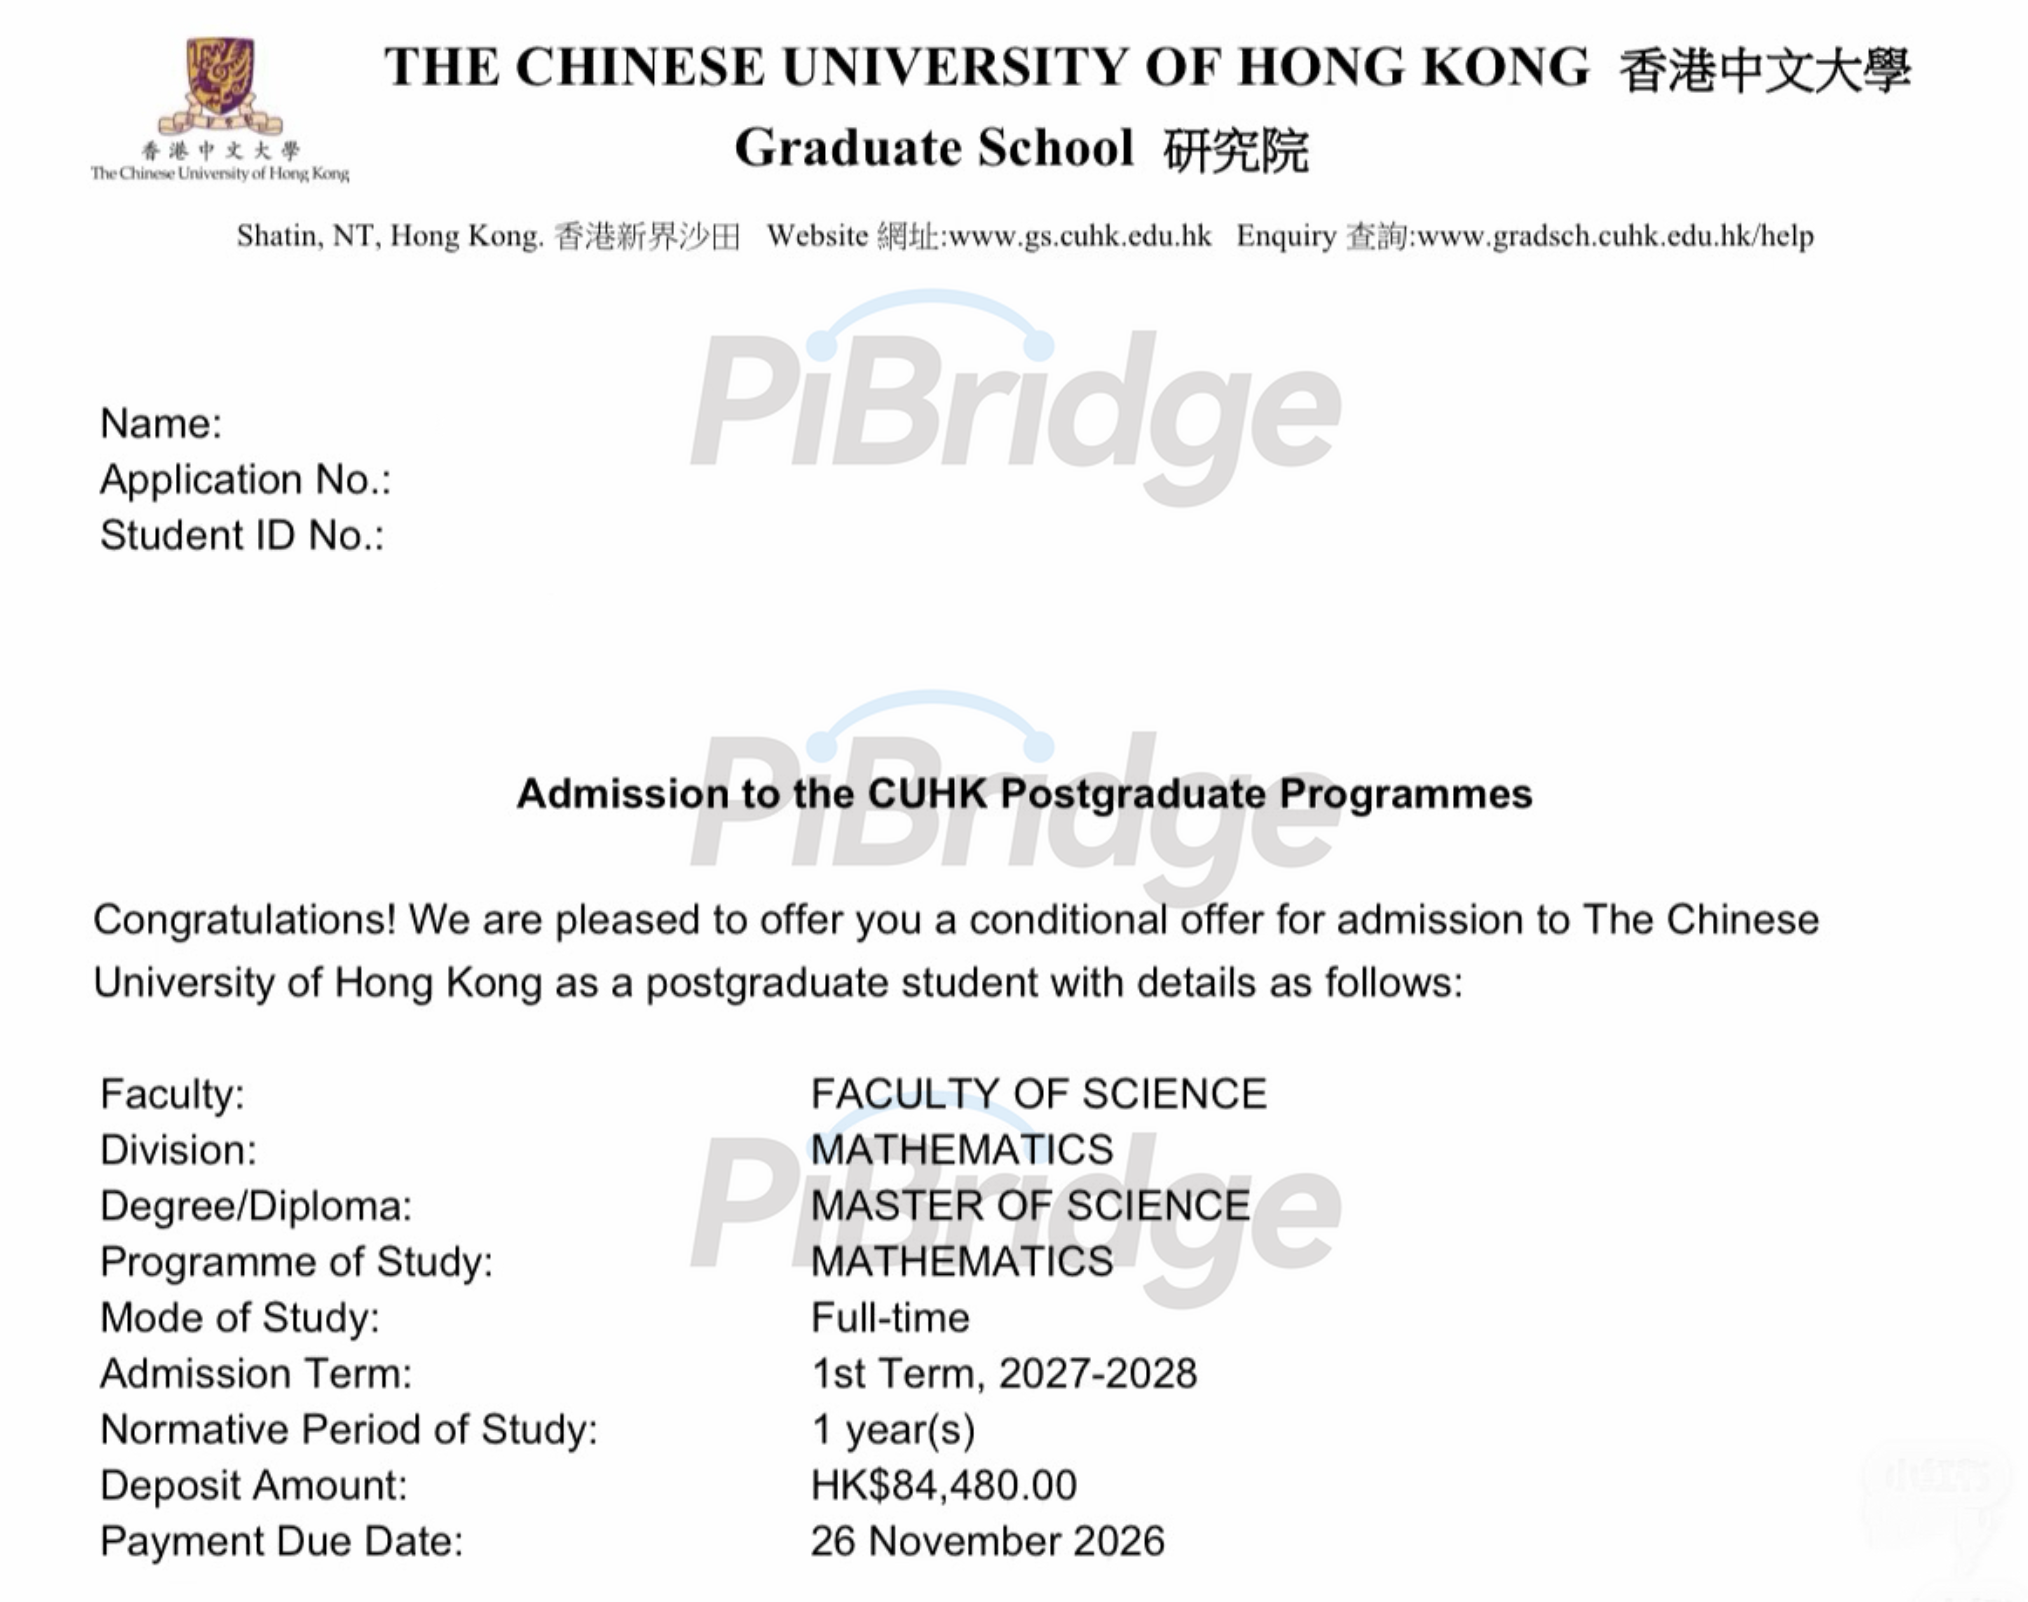 THE CHINESE UNIVERSITY OF HONG KONG 香港中文大學
Graduate School 研究院
香港中文大學
The Chinese University of Hong Kong
Shatin, NT, Hong Kong. 香港新界沙田 Website 網址:www.gs.cuhk.edu.hk Enquiry 查詢:www.gradsch.cuhk.edu.hk/help
PiBridge
Name:
Application No.:
Student ID No.:
PiBridge
Admission to the CUHK Postgraduate Programmes
Congratulations! We are pleased to offer you a conditional offer for admission to The Chinese
University of Hong Kong as a postgraduate student with details as follows:
PiBridge
Faculty: FACULTY OF SCIENCE
Division: MATHEMATICS
Degree/Diploma: MASTER OF SCIENCE
Programme of Study: MATHEMATICS
Mode of Study: Full-time
Admission Term: 1st Term, 2027-2028
Normative Period of Study: 1 year(s)
Deposit Amount: HK$84,480.00
Payment Due Date: 26 November 2026